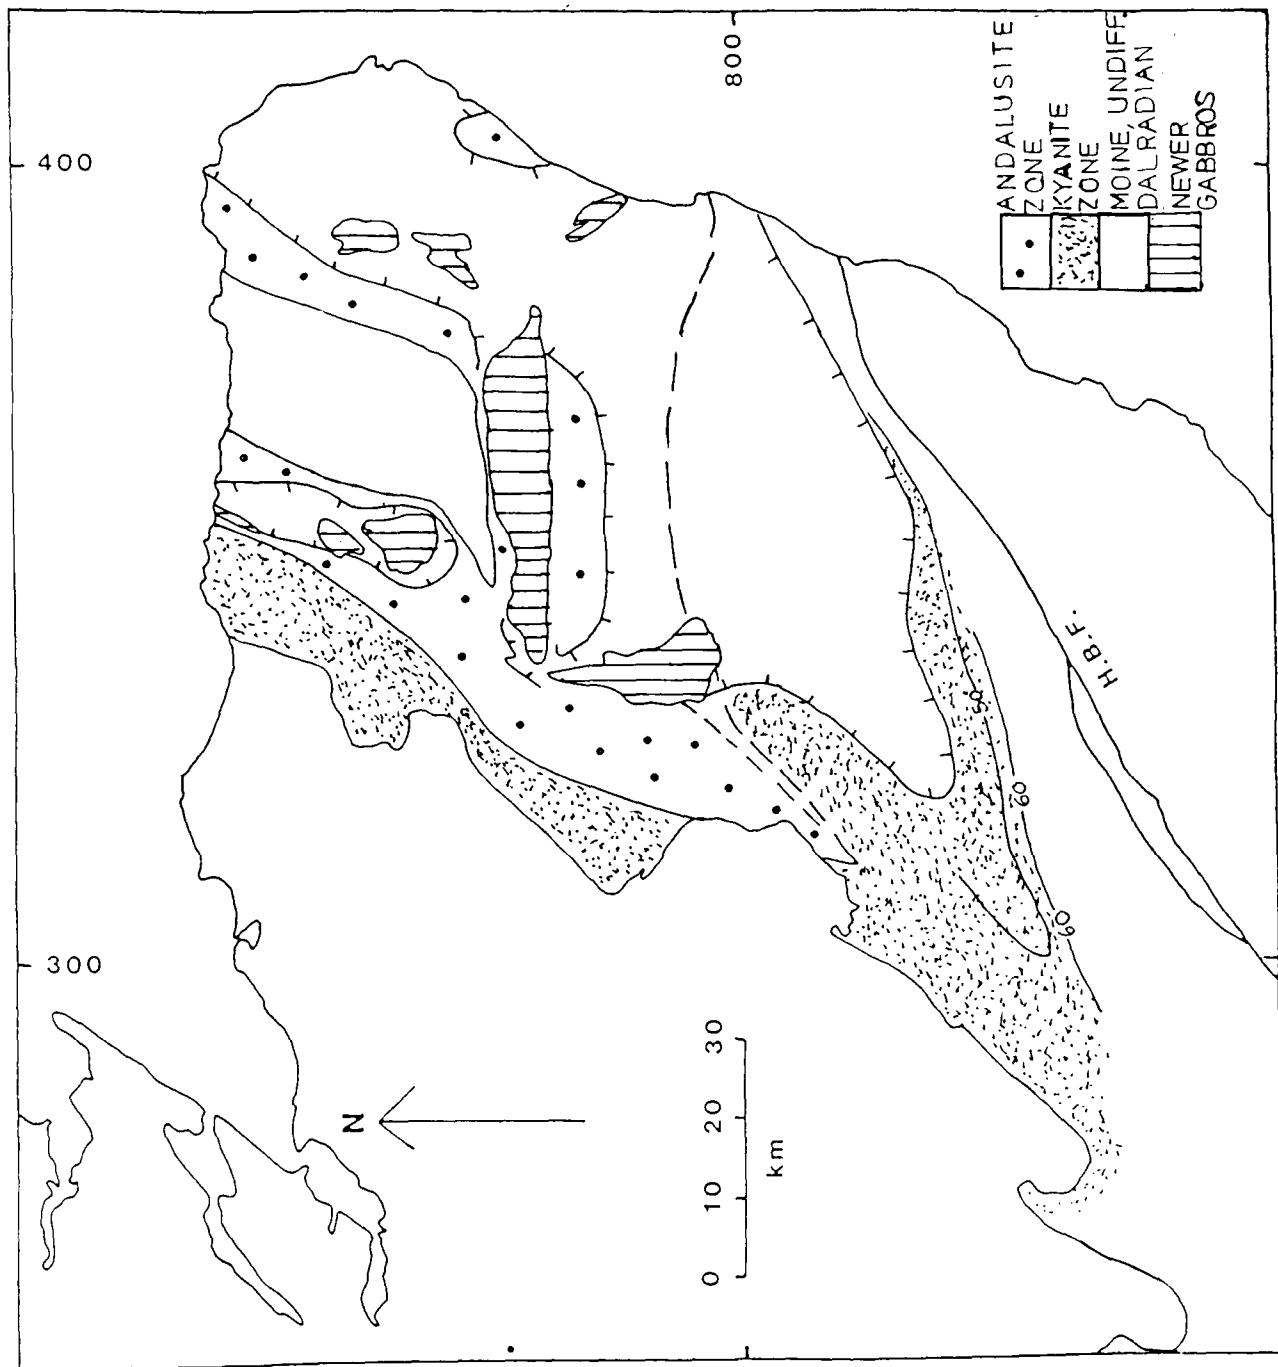 800
400
ANDALUSITE
ZONE
KYANITE
ZONE
MOINE, UNDIFF.
DALRADIAN
NEWER
GABBROS
H.B.F.
50
60
60
300
N
0 10 20 30
km